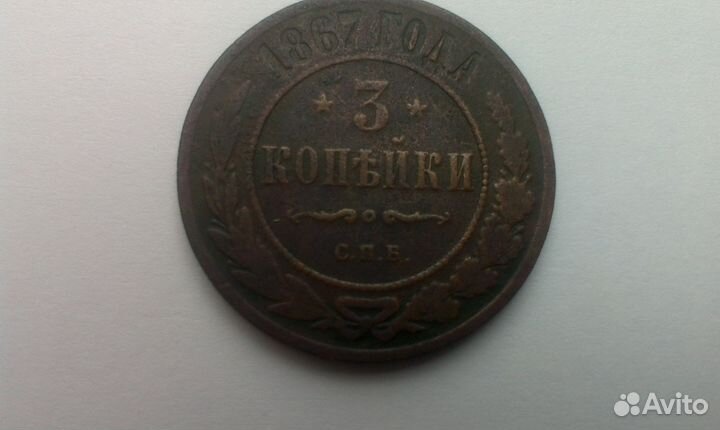 1867 ГОДА
3
КОПѢЙКИ
С.П.Б.
Avito